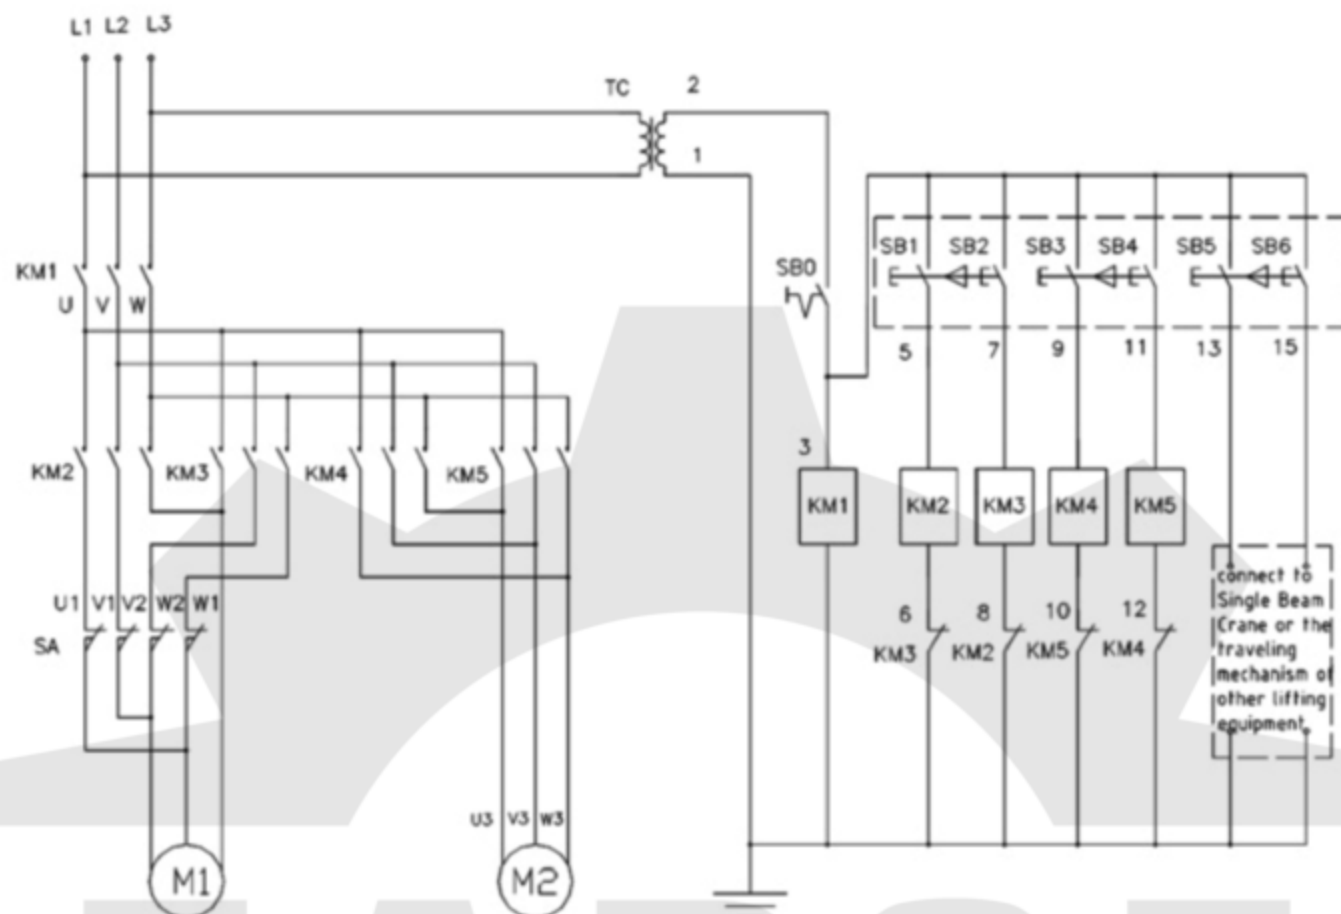 L1 L2 L3
TC 2
1
KM1
U V W
SB0
SB1 SB2 SB3 SB4 SB5 SB6
5 7 9 11 13 15
KM2 KM3 KM4 KM5
3
KM1 KM2 KM3 KM4 KM5
U1 V1 V2 W2 W1
SA
6 8 10 12
KM3 KM2 KM5 KM4
connect to
Single Beam
Crane or the
traveling
mechanism of
other lifting
equipment
U3 V3 W3
M1 M2